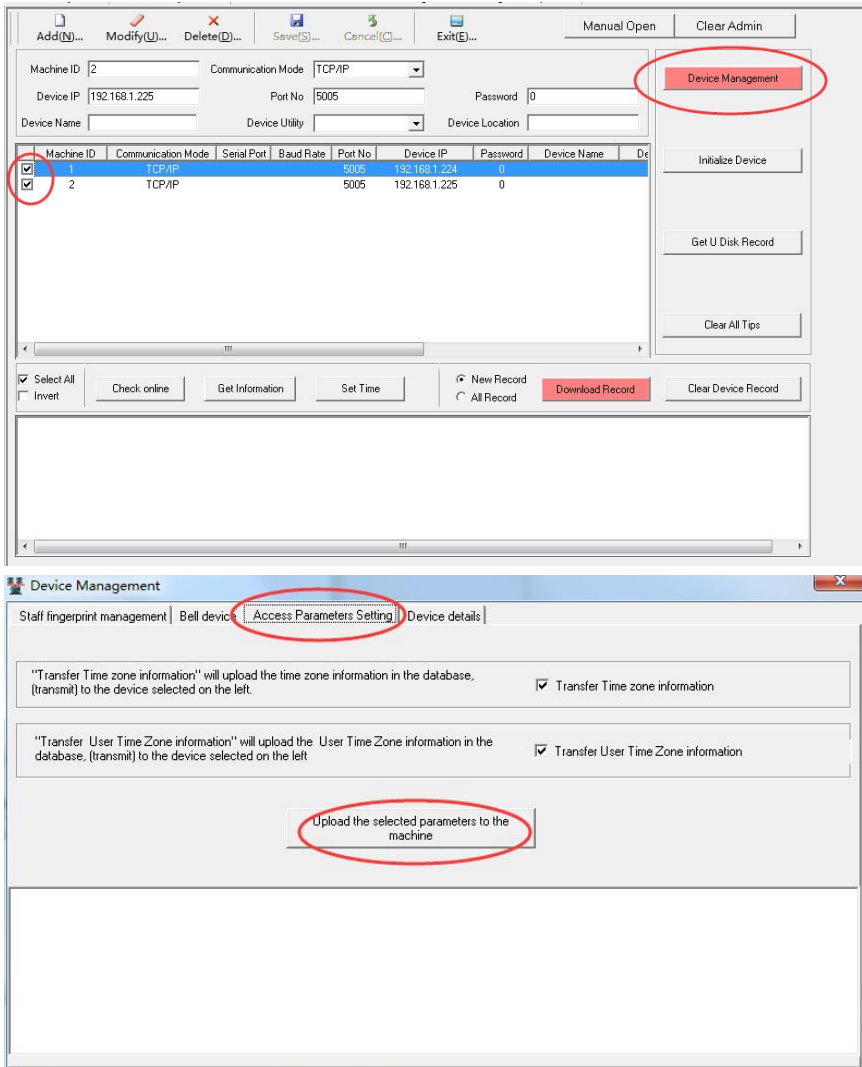 Add(N)... Modify(U)... Delete(D)... Save(S)... Cancel(C)... Exit(E)... Manual Open Clear Admin
Machine ID 2 Communication Mode TCP/IP
Device Management
Device IP 192.168.1.225 Port No 5005 Password 0
Device Name Device Utility Device Location
Machine ID Communication Mode Serial Port Baud Rate Port No Device IP Password Device Name De
1 TCP/IP 5005 192.168.1.224 0
2 TCP/IP 5005 192.168.1.225 0
Initialize Device
Get U Disk Record
Clear All Tips
Select All
Invert
Check online Get Information Set Time
New Record
All Record
Download Record Clear Device Record
Device Management
Staff fingerprint management Bell device Access Parameters Setting Device details
"Transfer Time zone information" will upload the time zone information in the database,
(transmit) to the device selected on the left.
Transfer Time zone information
"Transfer User Time Zone information" will upload the User Time Zone information in the
database, (transmit) to the device selected on the left
Transfer User Time Zone information
Upload the selected parameters to the
machine